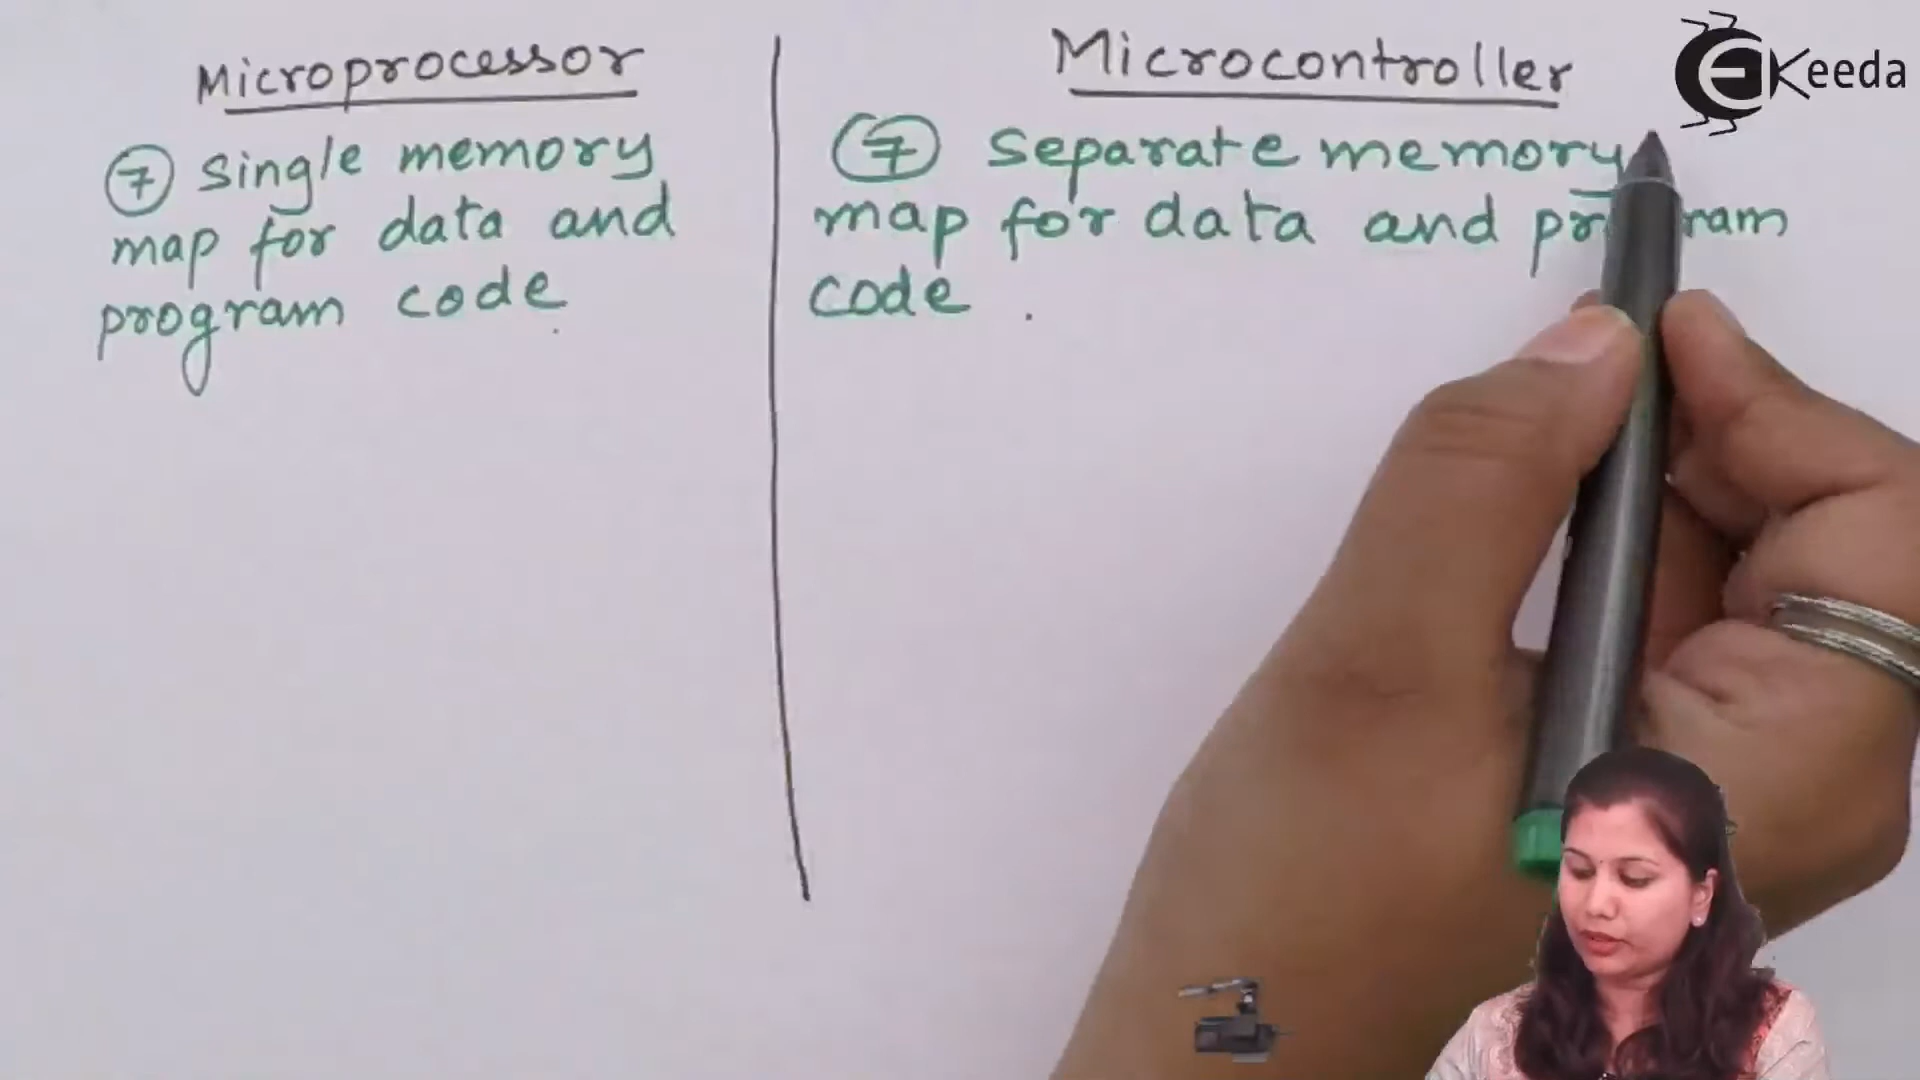 Microprocessor
⑦ single memory
map for data and
program code
Microcontroller
⑦ separate memory
map for data and program
code.
EKeeda